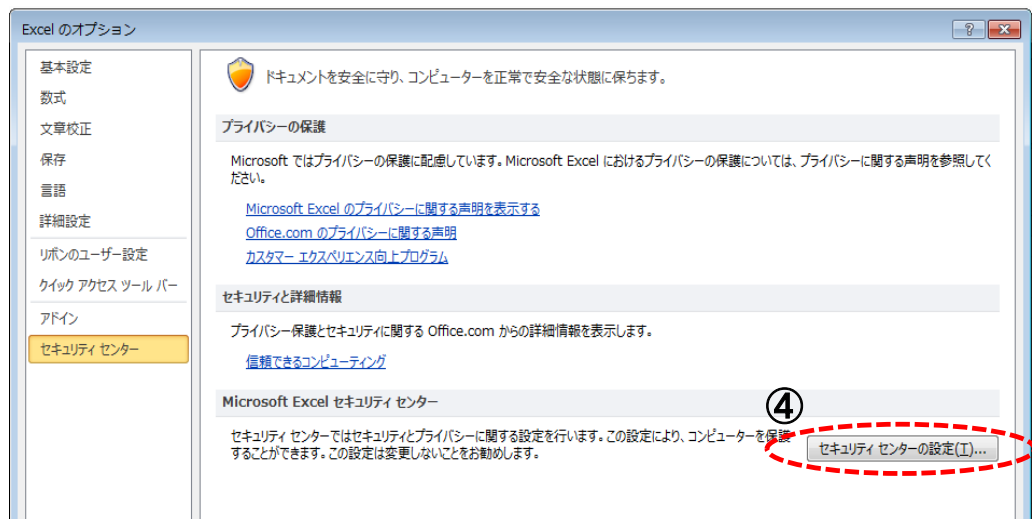 Excel のオプション
基本設定
数式
文章校正
保存
言語
詳細設定
リボンのユーザー設定
クイック アクセス ツール バー
アドイン
セキュリティ センター
ドキュメントを安全に守り、コンピューターを正常で安全な状態に保ちます。
プライバシーの保護
Microsoft ではプライバシーの保護に配慮しています。Microsoft Excel におけるプライバシーの保護については、プライバシーに関する声明を参照してく
ださい。
Microsoft Excel のプライバシーに関する声明を表示する
Office.com のプライバシーに関する声明
カスタマー エクスペリエンス向上プログラム
セキュリティと詳細情報
プライバシー保護とセキュリティに関する Office.com からの詳細情報を表示します。
信頼できるコンピューティング
Microsoft Excel セキュリティ センター
④
セキュリティ センターではセキュリティとプライバシーに関する設定を行います。この設定により、コンピューターを保護
することができます。この設定は変更しないことをお勧めします。
セキュリティ センターの設定(T)...